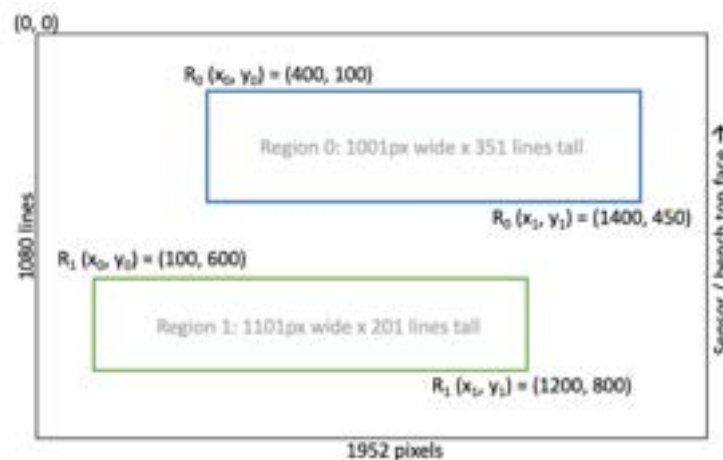 (0, 0)
R₀ (x₀, y₀) = (400, 100)
Region 0: 1001px wide x 351 lines tall
R₀ (x₁, y₁) = (1400, 450)
R₁ (x₀, y₀) = (100, 600)
Region 1: 1101px wide x 201 lines tall
R₁ (x₁, y₁) = (1200, 800)
1080 lines
1952 pixels
Sensor / bench top face →